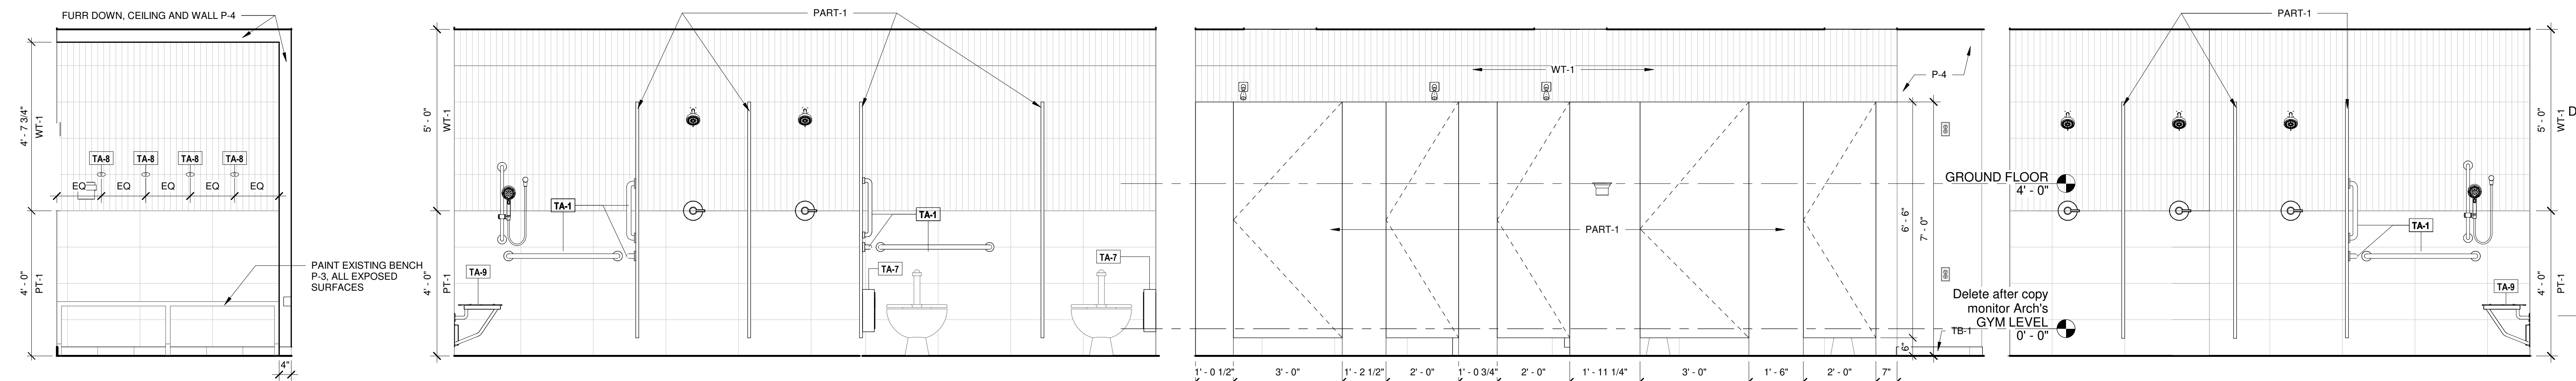 FURR DOWN, CEILING AND WALL P-4
4' - 7 3/4"
WT-1
TA-8
TA-8
TA-8
TA-8
EQ
EQ
EQ
EQ
EQ
4' - 0"
PT-1
PAINT EXISTING BENCH
P-3, ALL EXPOSED
SURFACES
4"
PART-1
5' - 0"
WT-1
4' - 0"
PT-1
TA-1
TA-9
TA-1
TA-7
TA-7
WT-1
P-4
PART-1
6' - 6"
7' - 0"
6"
TB-1
1' - 0 1/2"
3' - 0"
1' - 2 1/2"
2' - 0"
1' - 0 3/4"
2' - 0"
1' - 11 1/4"
3' - 0"
1' - 6"
2' - 0"
7"
GROUND FLOOR
4' - 0"
Delete after copy
monitor Arch's
GYM LEVEL
0' - 0"
PART-1
TA-1
TA-9
5' - 0"
WT-1
D
4' - 0"
PT-1